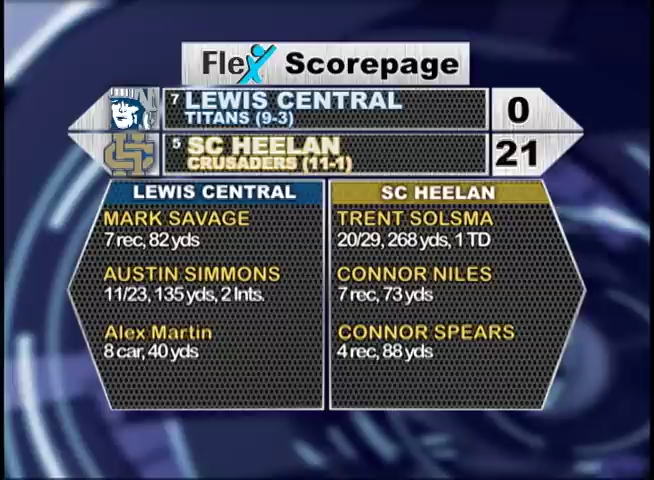 Flex Scorepage
7 LEWIS CENTRAL 0
TITANS (9-3)
5 SC HEELAN 21
CRUSADERS (11-1)
LEWIS CENTRAL
MARK SAVAGE
7 rec, 82 yds
AUSTIN SIMMONS
11/23, 135 yds, 2 Ints.
Alex Martin
8 car, 40 yds
SC HEELAN
TRENT SOLSMA
20/29, 268 yds, 1 TD
CONNOR NILES
7 rec, 73 yds
CONNOR SPEARS
4 rec, 88 yds